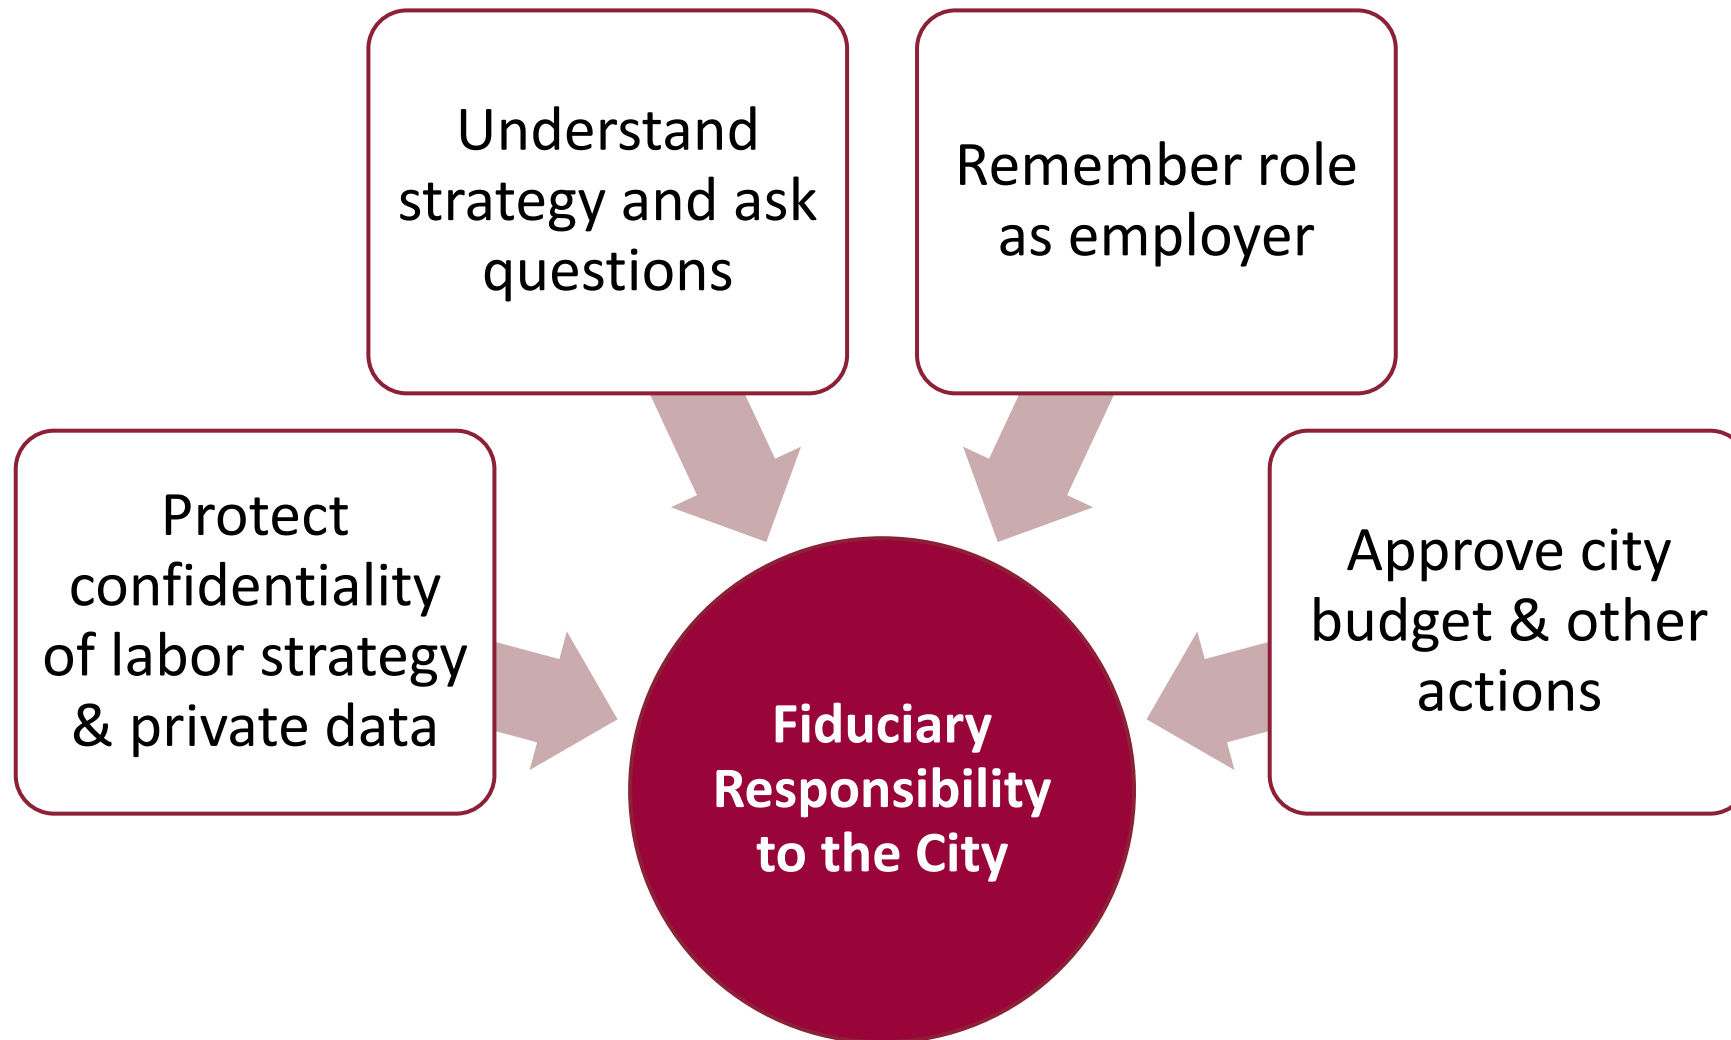 Understand
strategy and ask
questions
Remember role
as employer
Protect
confidentiality
of labor strategy
& private data
Approve city
budget & other
actions
Fiduciary
Responsibility
to the City